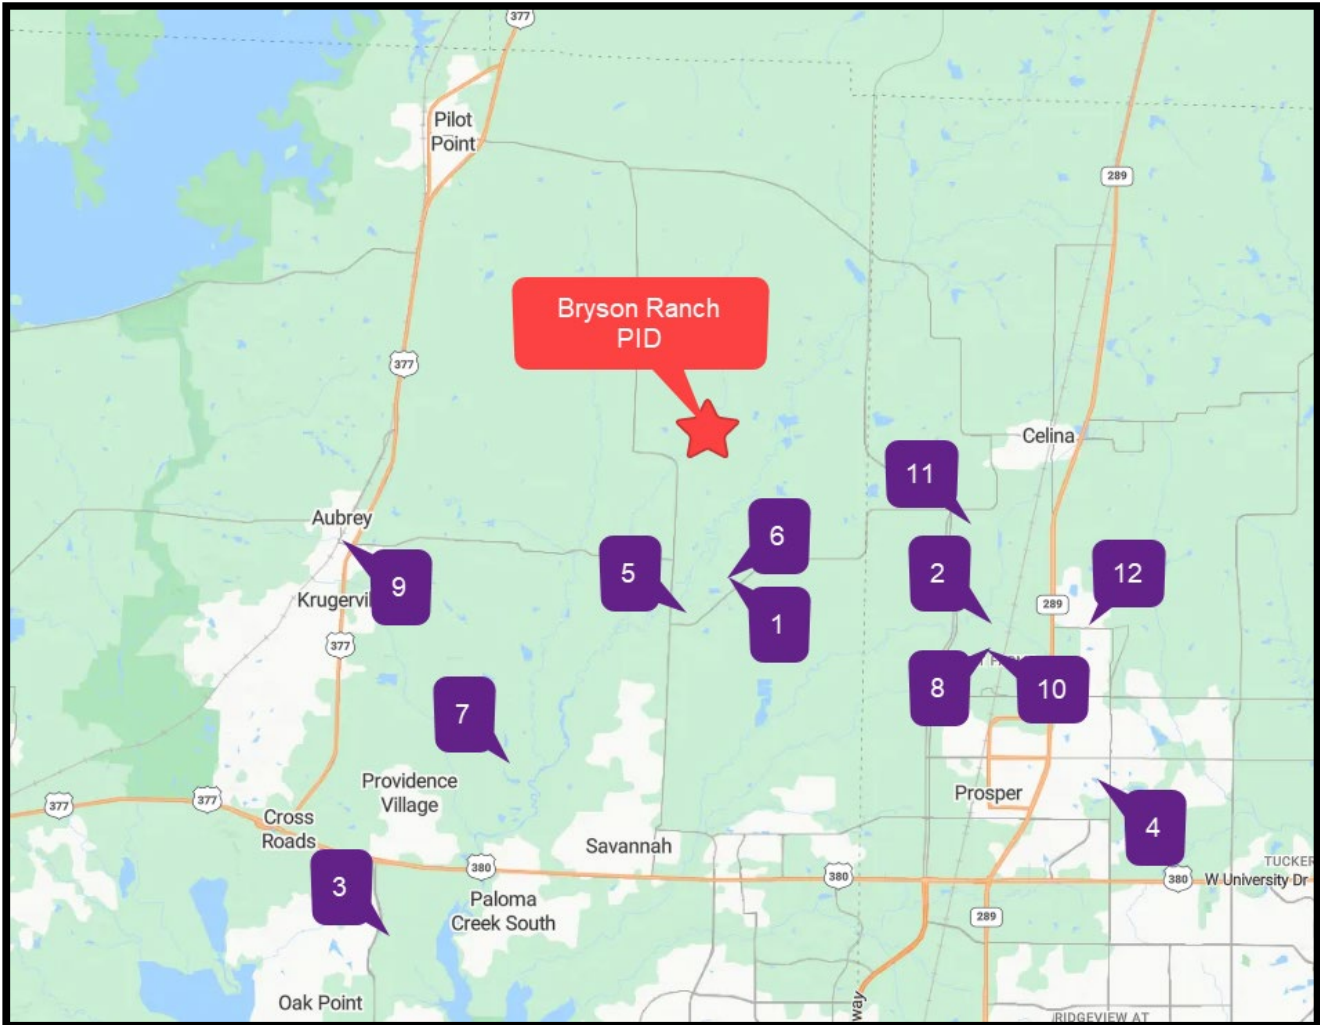 377
Pilot
Point
289
Bryson Ranch
PID
377
Celina
11
Aubrey
6
5
2
12
9
Krugervil
1
289
377
8
10
7
Providence
Village
Prosper
377
377
Cross
Roads
4
Savannah
3
380
380
TUCKER
380
W University Dr
Paloma
Creek South
289
Oak Point
way
RIDGEVIEW AT